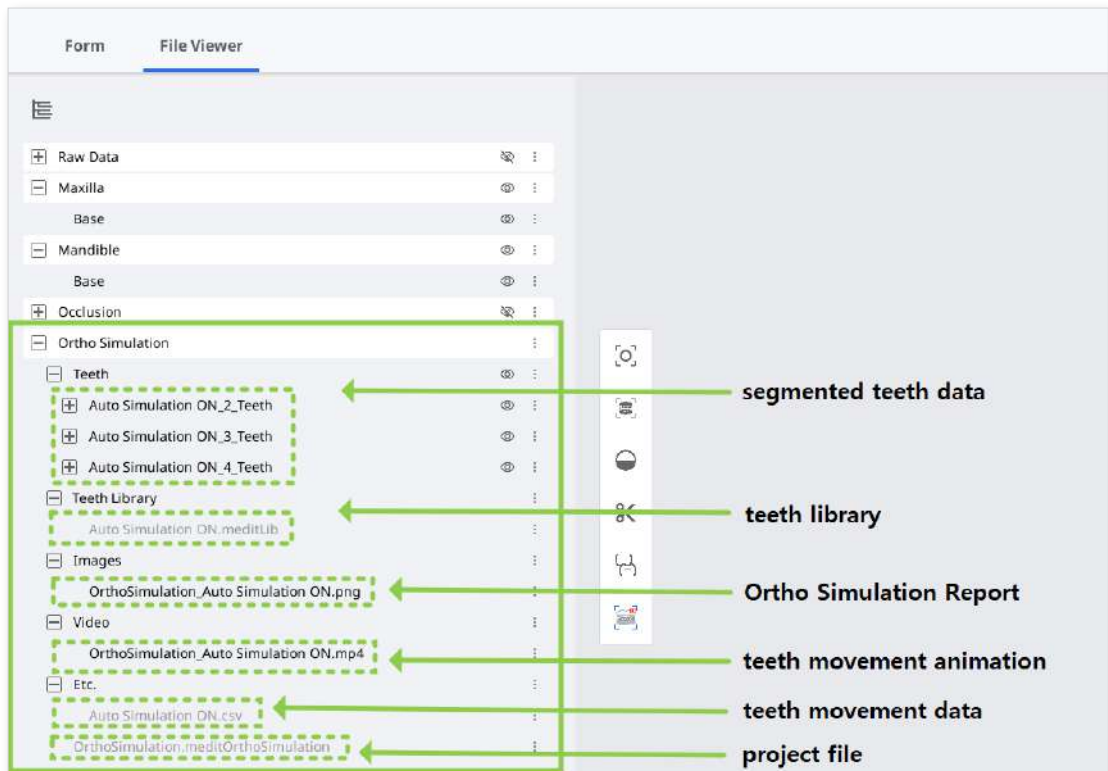 Form File Viewer
Raw Data
Maxilla
Base
Mandible
Base
Occlusion
Ortho Simulation
Teeth
segmented teeth data
Auto Simulation ON_2_Teeth
Auto Simulation ON_3_Teeth
Auto Simulation ON_4_Teeth
Teeth Library
teeth library
Auto Simulation ON.meditLib
Images
OrthoSimulation_Auto Simulation ON.png
Ortho Simulation Report
Video
OrthoSimulation_Auto Simulation ON.mp4
teeth movement animation
Etc.
Auto Simulation ON.csv
teeth movement data
OrthoSimulation.meditOrthoSimulation
project file